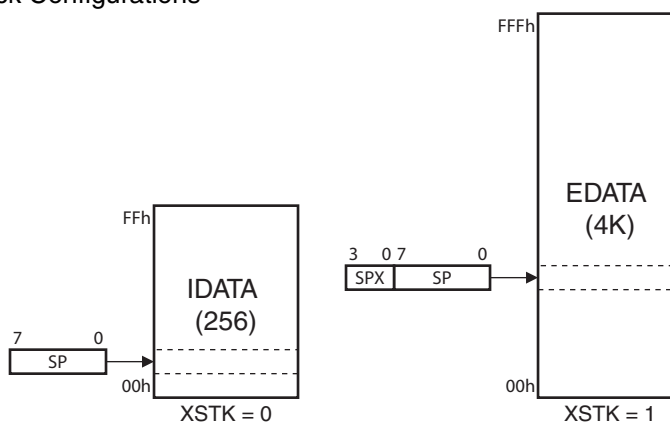 Configurations
FFFh
EDATA
(4K)
3 0 7 0
SPX SP
FFh
IDATA
(256)
7 0
SP
00h
00h
XSTK = 0
XSTK = 1